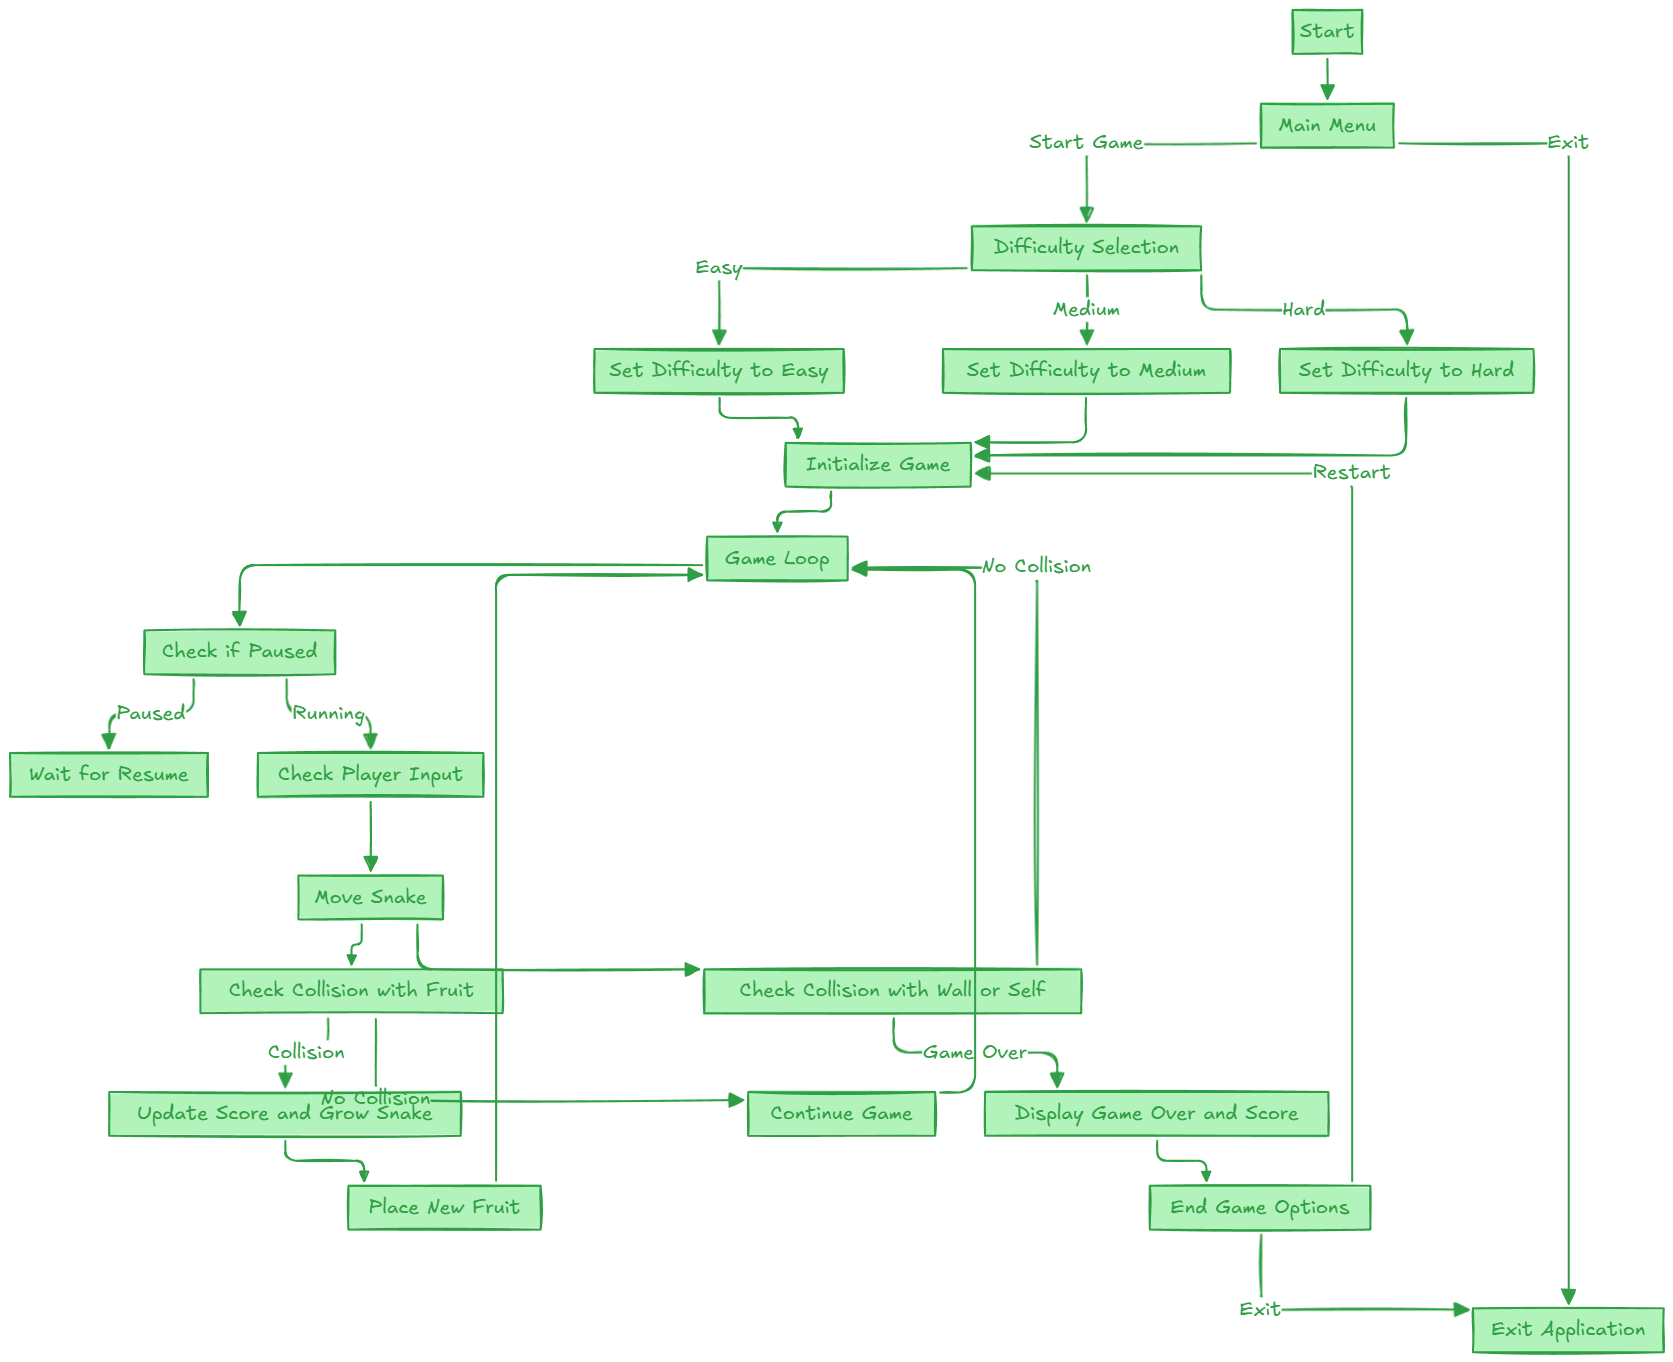 Start
Main Menu
Start Game
Exit
Difficulty Selection
Easy
Medium
Hard
Set Difficulty to Easy
Set Difficulty to Medium
Set Difficulty to Hard
Initialize Game
Restart
Game Loop
No Collision
Check if Paused
Paused
Running
Wait for Resume
Check Player Input
Move Snake
Check Collision with Fruit
Check Collision with Wall or Self
Collision
Game Over
No Collision
Update Score and Grow Snake
Continue Game
Display Game Over and Score
Place New Fruit
End Game Options
Exit
Exit Application